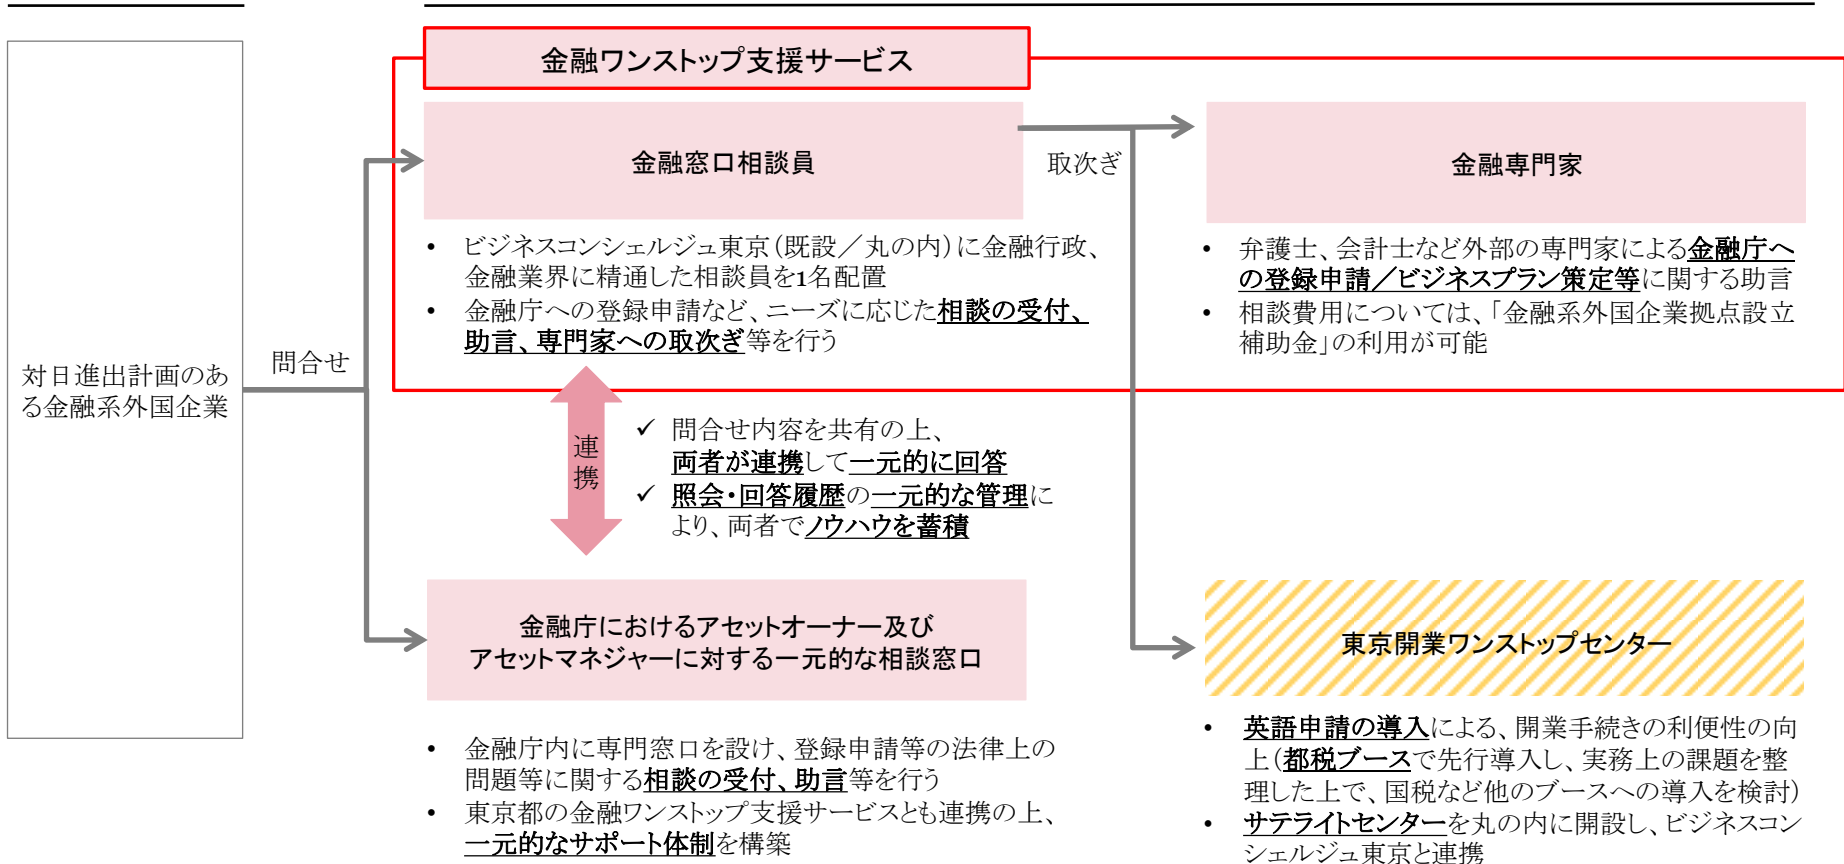 対日進出計画のあ
る金融系外国企業
問合せ
金融ワンストップ支援サービス
金融窓口相談員
• ビジネスコンシェルジュ東京(既設／丸の内)に金融行政、
金融業界に精通した相談員を1名配置
• 金融庁への登録申請など、ニーズに応じた相談の受付、
助言、専門家への取次ぎ等を行う
取次ぎ
金融専門家
• 弁護士、会計士など外部の専門家による金融庁へ
の登録申請／ビジネスプラン策定等に関する助言
• 相談費用については、「金融系外国企業拠点設立
補助金」の利用が可能
連
携
✓ 問合せ内容を共有の上、
両者が連携して一元的に回答
✓ 照会・回答履歴の一元的な管理に
より、両者でノウハウを蓄積
金融庁におけるアセットオーナー及び
アセットマネジャーに対する一元的な相談窓口
• 金融庁内に専門窓口を設け、登録申請等の法律上の
問題等に関する相談の受付、助言等を行う
• 東京都の金融ワンストップ支援サービスとも連携の上、
一元的なサポート体制を構築
東京開業ワンストップセンター
• 英語申請の導入による、開業手続きの利便性の向
上(都税ブースで先行導入し、実務上の課題を整
理した上で、国税など他のブースへの導入を検討)
• サテライトセンターを丸の内に開設し、ビジネスコン
シェルジュ東京と連携